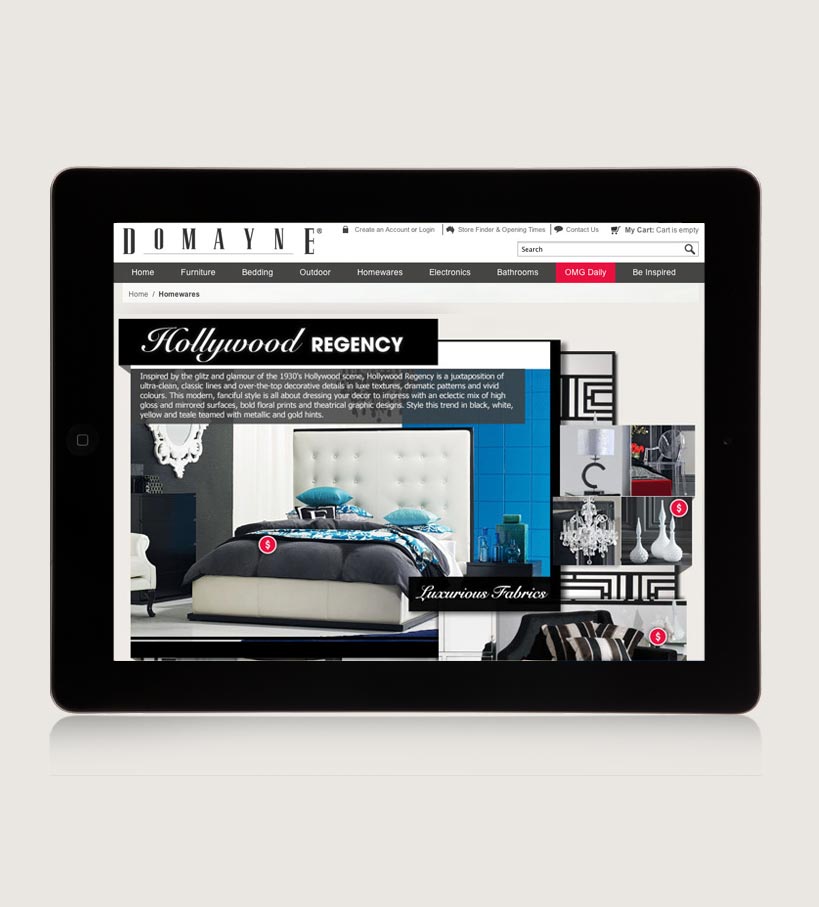 DOMAYNE®
Create an Account or Login
Store Finder & Opening Times
Contact Us
My Cart: Cart is empty
Search
Home Furniture Bedding Outdoor Homewares Electronics Bathrooms OMG Daily Be Inspired
Home / Homewares
Hollywood REGENCY
Inspired by the glitz and glamour of the 1930's Hollywood scene, Hollywood Regency is a juxtaposition of
ultra-clean, classic lines and over-the-top decorative details in luxe textures, dramatic patterns and vivid
colours. This modern, fanciful style is all about dressing your decor to impress with an eclectic mix of high
gloss and mirrored surfaces, bold floral prints and theatrical graphic designs. Style this trend in black, white,
yellow and teale teamed with metallic and gold hints.
$
$
Luxurious Fabrics
$